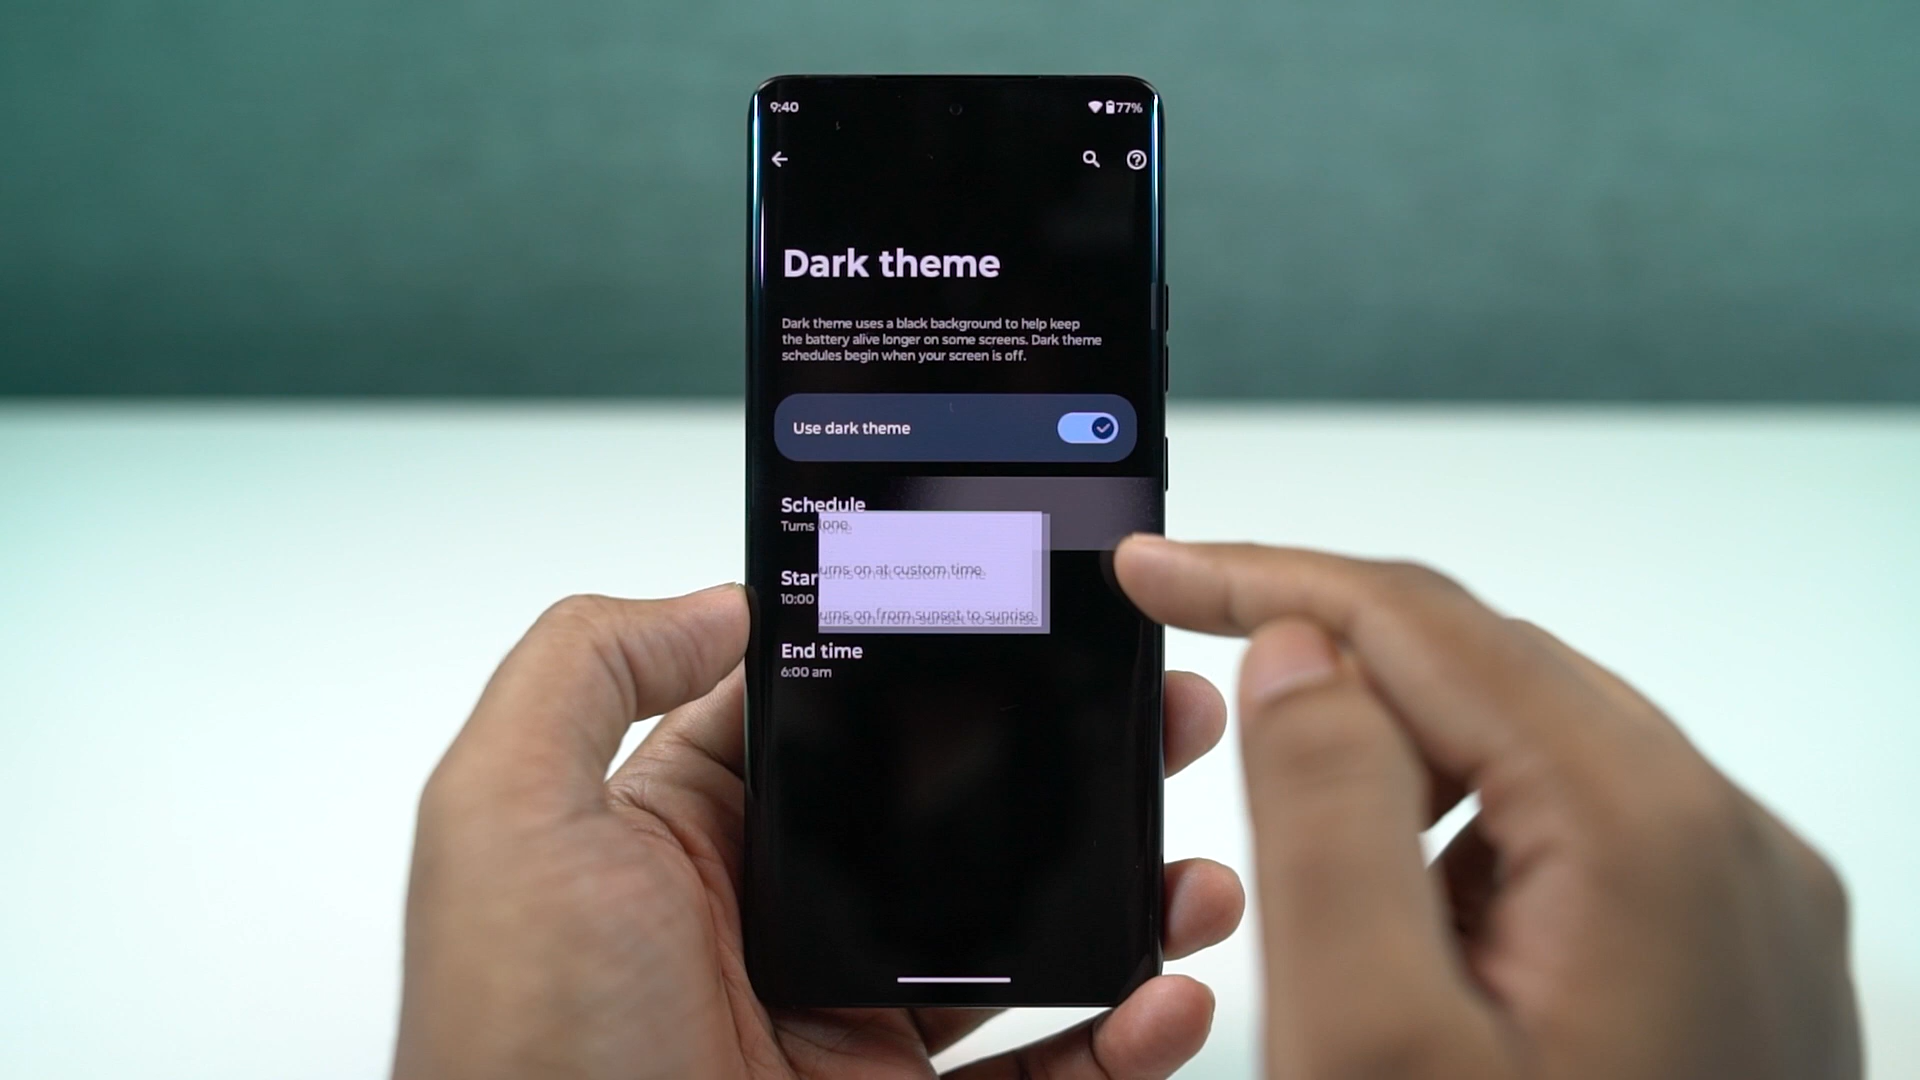 9:40
77%
Dark theme
Dark theme uses a black background to help keep
the battery alive longer on some screens. Dark theme
schedules begin when your screen is off.
Use dark theme
Schedule
Turns
urns on at custom time
Star
10:00
urns on from sunset to sunrise
End time
6:00 am